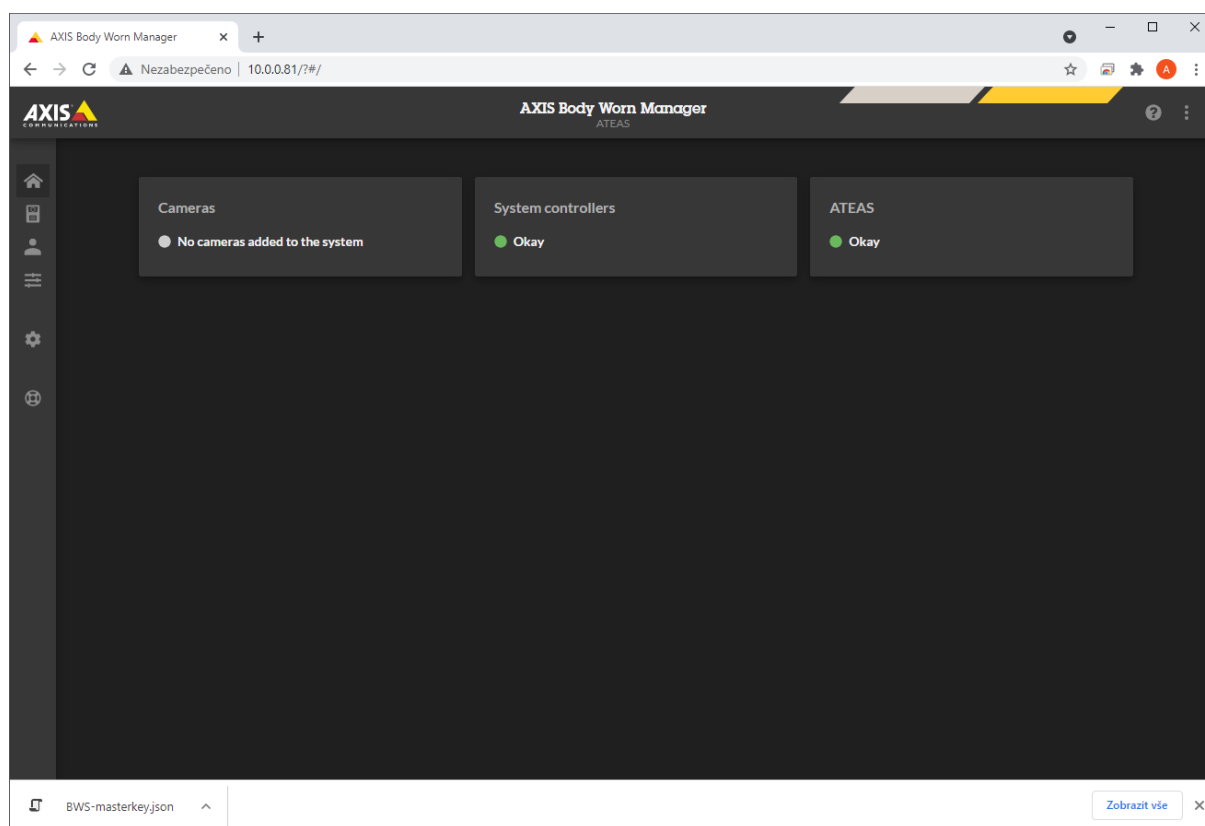 AXIS Body Worn Manager
Nezabezpečeno | 10.0.0.81/?#/
A
AXIS
COMMUNICATIONS
AXIS Body Worn Manager
ATEAS
Cameras
No cameras added to the system
System controllers
Okay
ATEAS
Okay
BWS-masterkey.json
Zobrazit vše